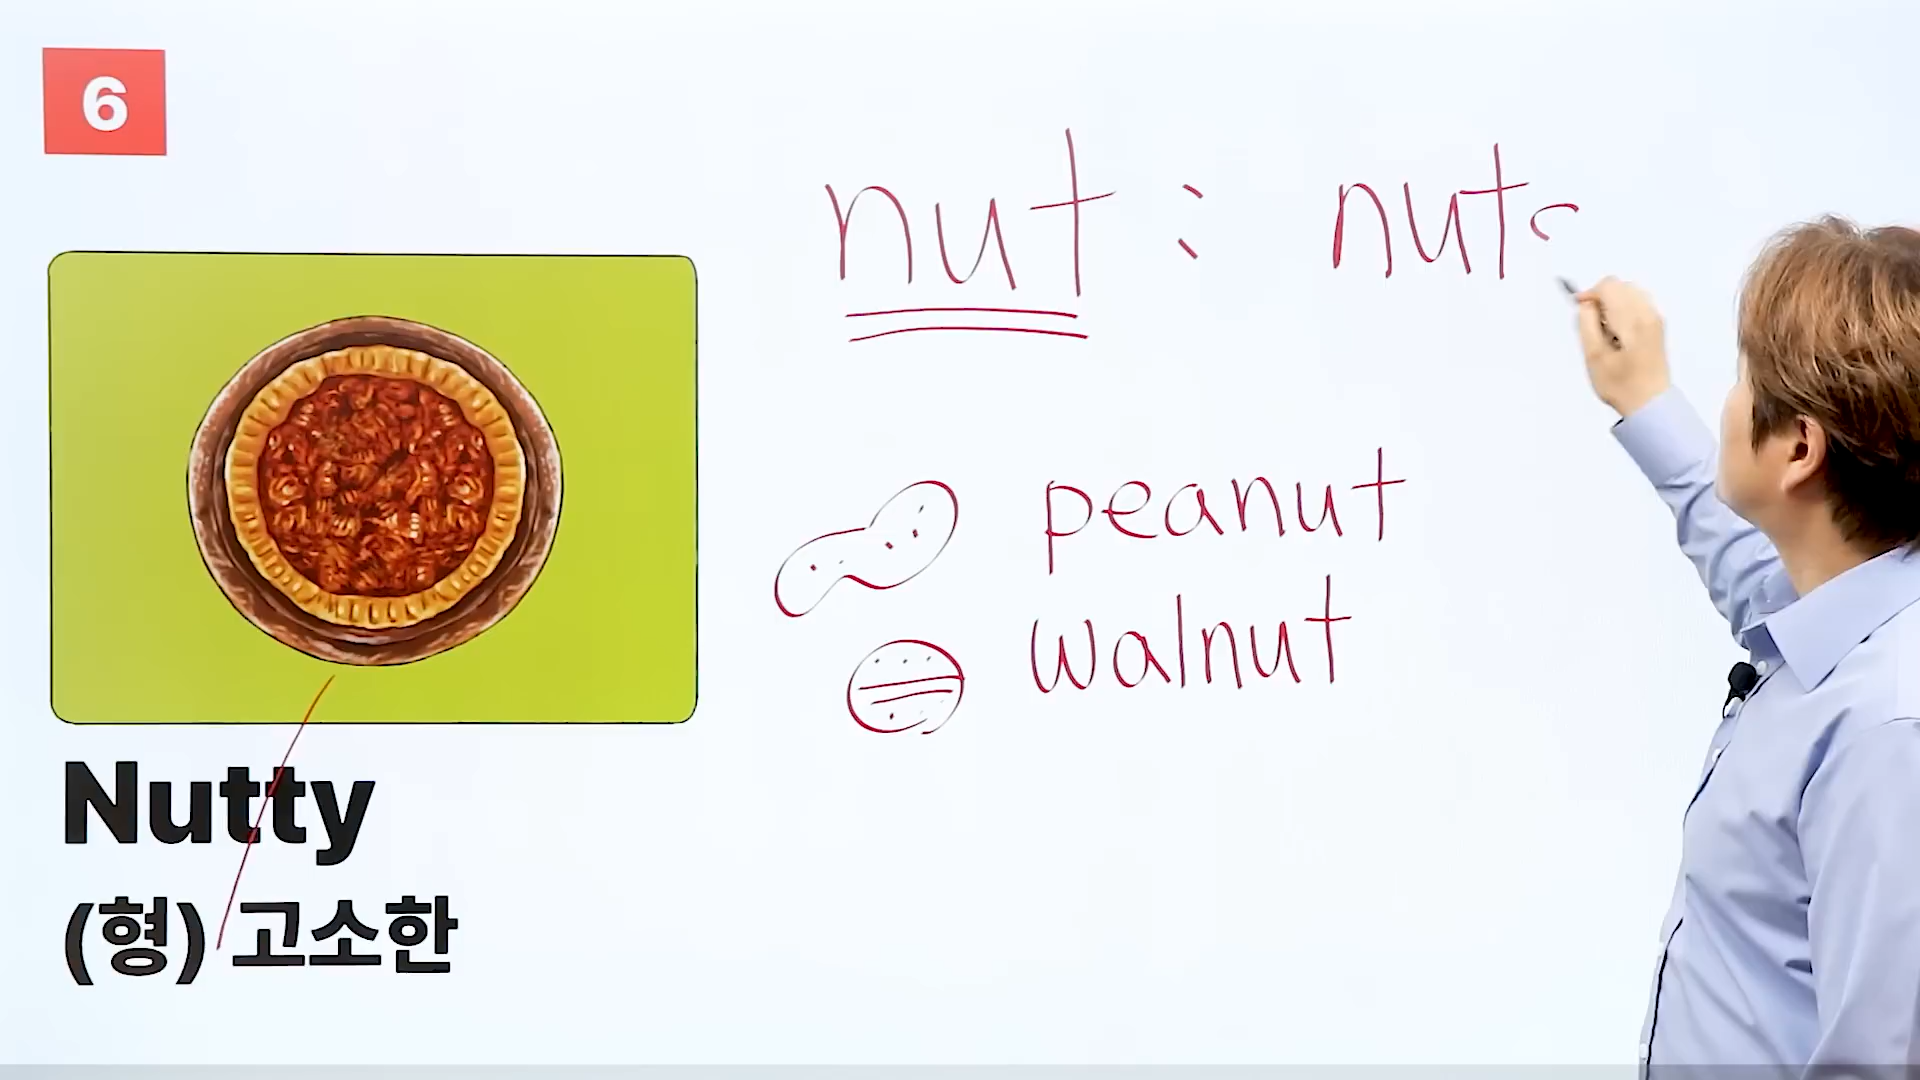 6
nut : nuts
peanut
walnut
Nutty
(형) 고소한